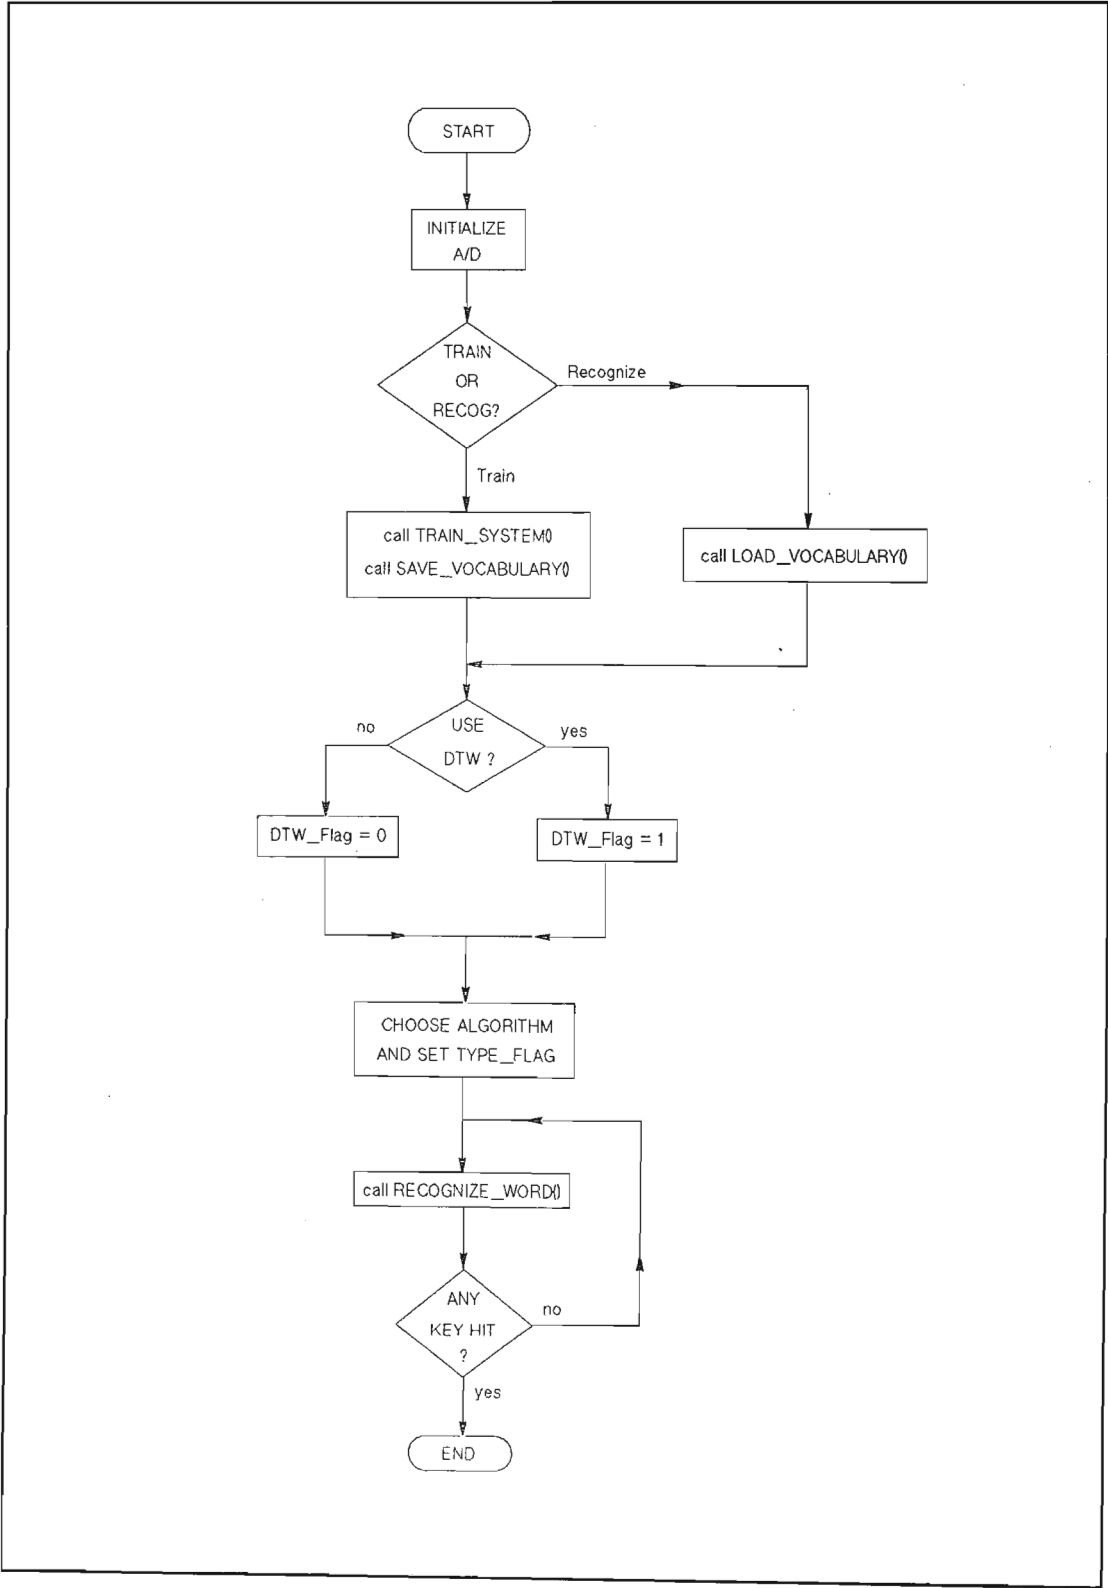 START
INITIALIZE
A/D
TRAIN
OR
RECOG?
Recognize
Train
call TRAIN_SYSTEM()
call SAVE_VOCABULARY()
call LOAD_VOCABULARY()
USE
DTW ?
no
yes
DTW_Flag = 0
DTW_Flag = 1
CHOOSE ALGORITHM
AND SET TYPE_FLAG
call RECOGNIZE_WORD()
ANY
KEY HIT
?
no
yes
END